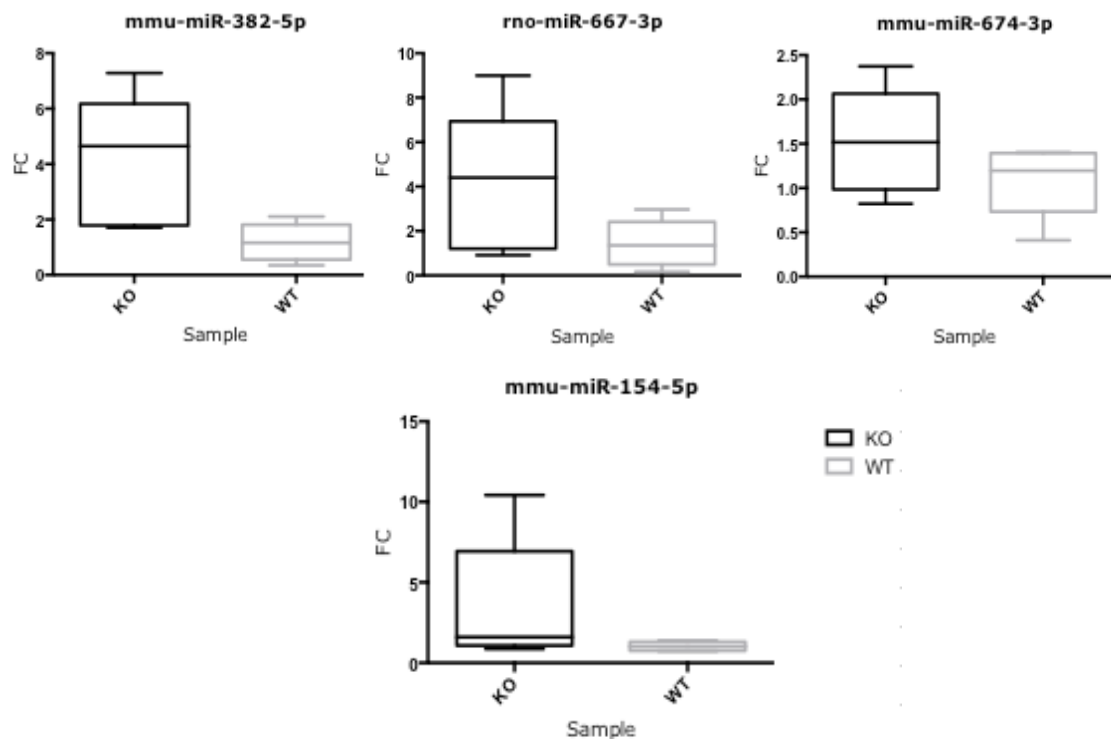 mmu-miR-382-5p
8
6
4
2
0
FC
KO
WT
Sample
rno-miR-667-3p
10
8
6
4
2
0
FC
KO
WT
Sample
mmu-miR-674-3p
2.5
2.0
1.5
1.0
0.5
0.0
FC
KO
WT
Sample
mmu-miR-154-5p
15
10
5
0
FC
KO
WT
Sample
KO
WT